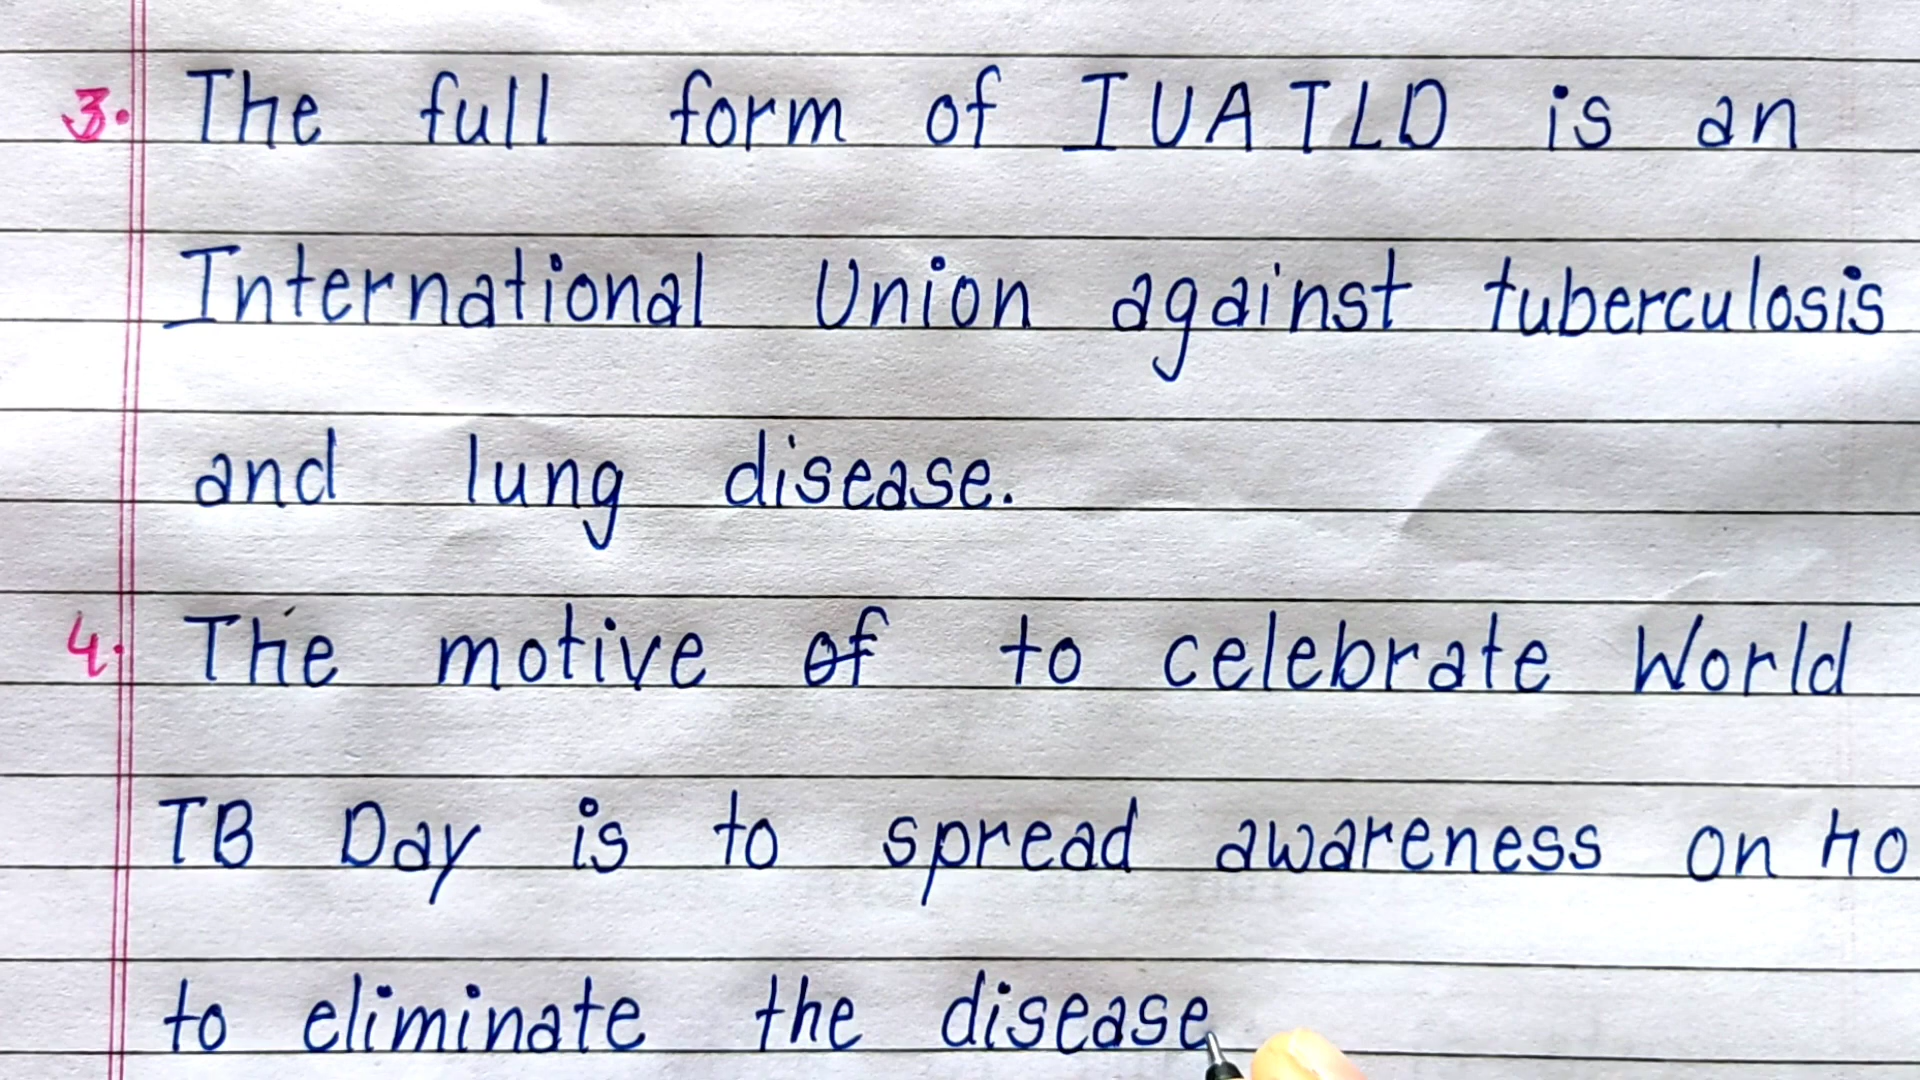 3. The full form of IUATLD is an
International Union against tuberculosis
and lung disease.
4. The motive of to celebrate World
TB Day is to spread awareness on ho
to eliminate the disease